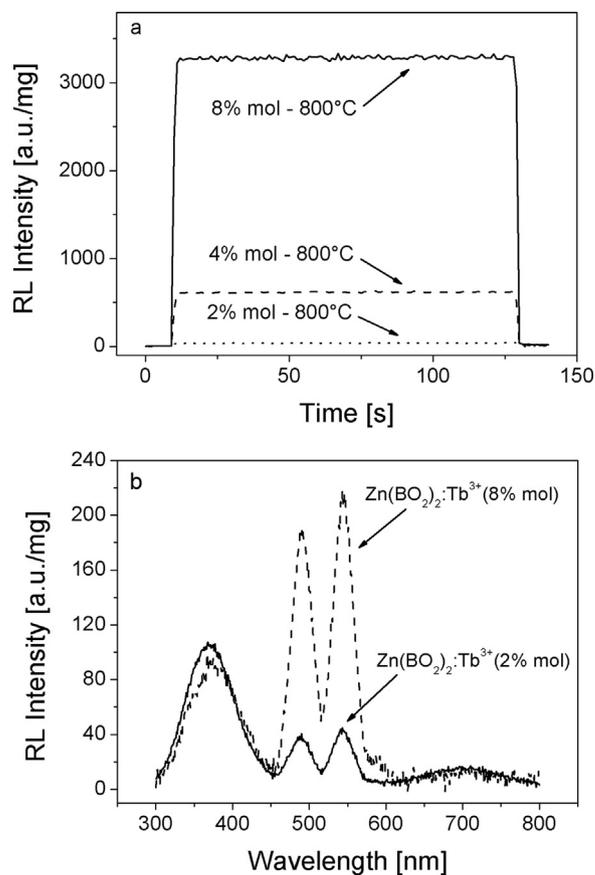 a
RL Intensity [a.u./mg]
3000
2000
1000
0
8% mol - 800°C
4% mol - 800°C
2% mol - 800°C
0
50
100
150
Time [s]
b
RL Intensity [a.u./mg]
240
200
160
120
80
40
0
Zn(BO₂)₂:Tb³⁺(8% mol)
Zn(BO₂)₂:Tb³⁺(2% mol)
300
400
500
600
700
800
Wavelength [nm]